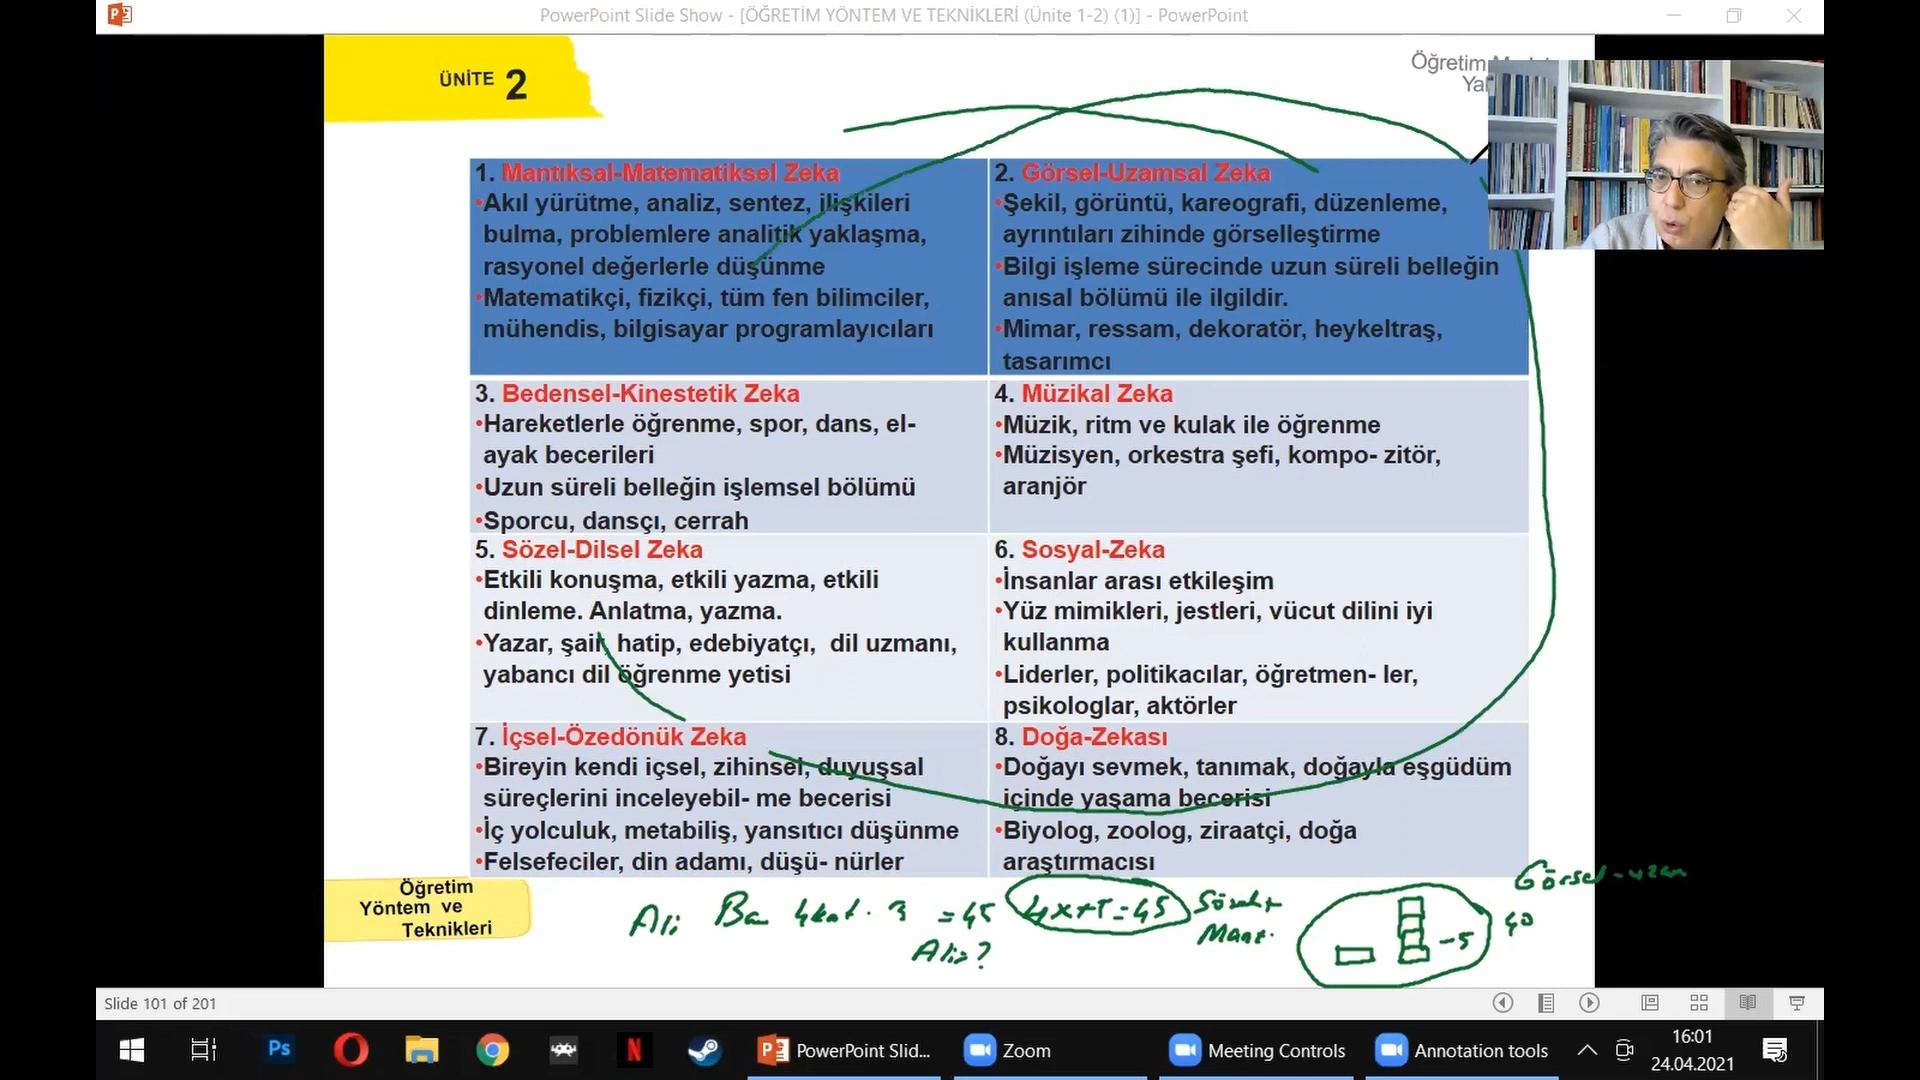 PowerPoint Slide Show - [ÖĞRETİM YÖNTEM VE TEKNİKLERİ (Ünite 1-2) (1)] - PowerPoint
ÜNİTE 2
Öğretim
1. Mantıksal-Matematiksel Zeka
•Akıl yürütme, analiz, sentez, ilişkileri
bulma, problemlere analitik yaklaşma,
rasyonel değerlerle düşünme
•Matematikçi, fizikçi, tüm fen bilimciler,
mühendis, bilgisayar programlayıcıları
2. Görsel-Uzamsal Zeka
•Şekil, görüntü, kareografi, düzenleme,
ayrıntıları zihinde görselleştirme
•Bilgi işleme sürecinde uzun süreli belleğin
anısal bölümü ile ilgildir.
•Mimar, ressam, dekoratör, heykeltraş,
tasarımcı
3. Bedensel-Kinestetik Zeka
•Hareketlerle öğrenme, spor, dans, el-
ayak becerileri
•Uzun süreli belleğin işlemsel bölümü
•Sporcu, dansçı, cerrah
4. Müzikal Zeka
•Müzik, ritm ve kulak ile öğrenme
•Müzisyen, orkestra şefi, kompo- zitör,
aranjör
5. Sözel-Dilsel Zeka
•Etkili konuşma, etkili yazma, etkili
dinleme. Anlatma, yazma.
•Yazar, şair, hatip, edebiyatçı, dil uzmanı,
yabancı dil öğrenme yetisi
6. Sosyal-Zeka
•İnsanlar arası etkileşim
•Yüz mimikleri, jestleri, vücut dilini iyi
kullanma
•Liderler, politikacılar, öğretmen- ler,
psikologlar, aktörler
7. İçsel-Özedönük Zeka
•Bireyin kendi içsel, zihinsel, duyuşsal
süreçlerini inceleyebil- me becerisi
•İç yolculuk, metabiliş, yansıtıcı düşünme
•Felsefeciler, din adamı, düşü- nürler
8. Doğa-Zekası
•Doğayı sevmek, tanımak, doğayla eşgüdüm
içinde yaşama becerisi
•Biyolog, zoolog, ziraatçi, doğa
araştırmacısı
Öğretim
Yöntem ve
Teknikleri
Ali Ba 4kat. = 45 4x+5=45
Ali?
Mant.
-5 40
Görsel-uzam
Slide 101 of 201
Ps
PowerPoint Slid...
Zoom
Meeting Controls
Annotation tools
16:01
24.04.2021